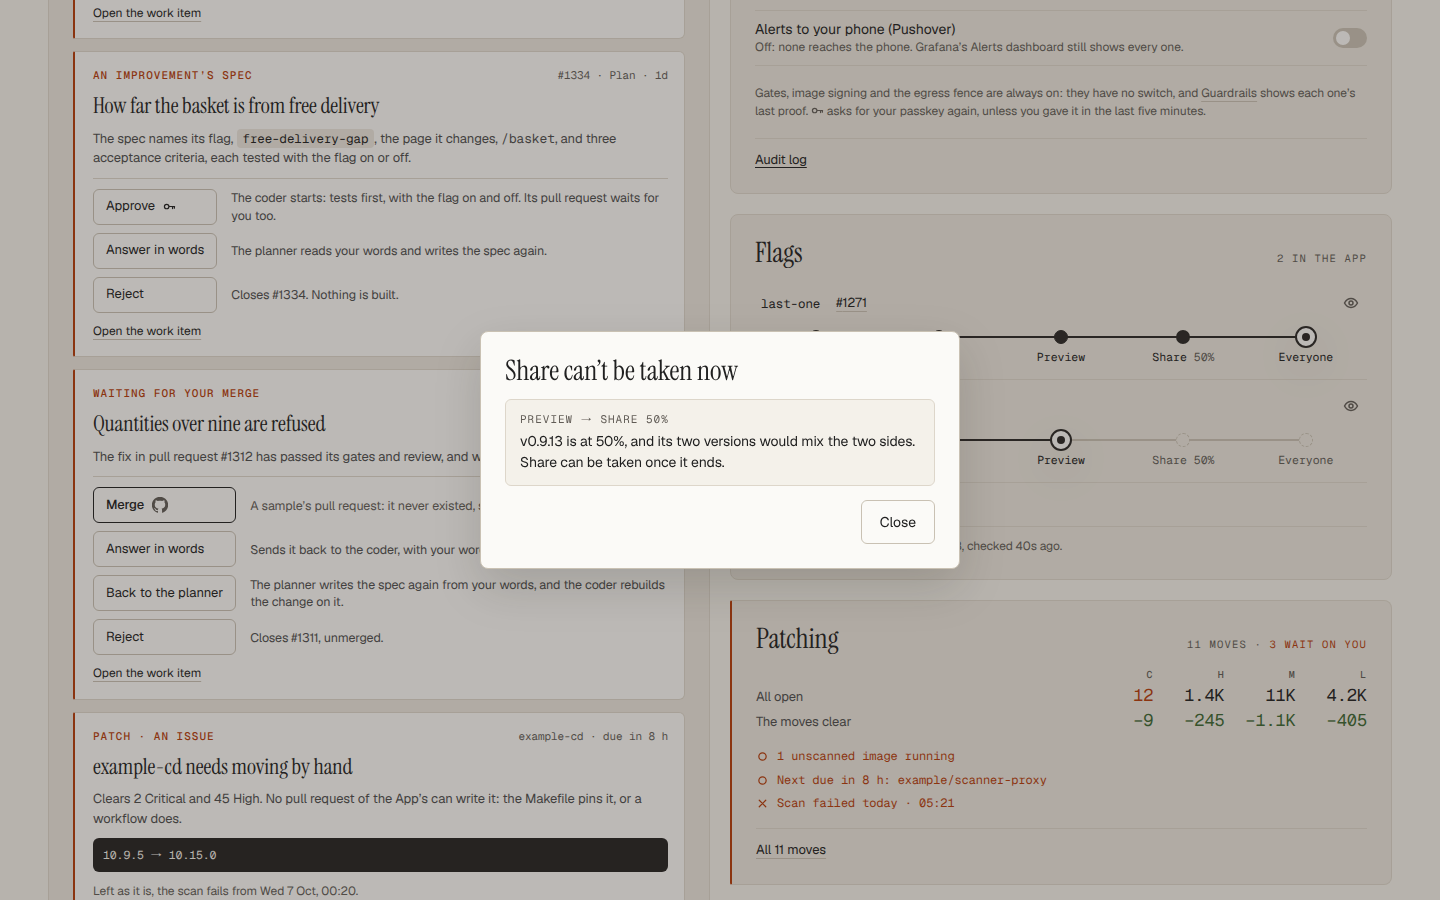 Open the work item
AN IMPROVEMENT'S SPEC
#1334 · Plan · 1d
How far the basket is from free delivery
The spec names its flag, free-delivery-gap, the page it changes, /basket, and three
acceptance criteria, each tested with the flag on or off.
Approve
The coder starts: tests first, with the flag on and off. Its pull request waits for
you too.
Answer in words
The planner reads your words and writes the spec again.
Reject
Closes #1334. Nothing is built.
Open the work item
WAITING FOR YOUR MERGE
Quantities over nine are refused
The fix in pull request #1312 has passed its gates and review, and
Merge
A sample's pull request: it never existed,
Answer in words
Sends it back to the coder, with your
Back to the planner
The planner writes the spec again from your words, and the coder rebuilds
the change on it.
Reject
Closes #1311, unmerged.
Open the work item
PATCH · AN ISSUE
example-cd · due in 8 h
example-cd needs moving by hand
Clears 2 Critical and 45 High. No pull request of the App's can write it: the Makefile pins it, or a
workflow does.
10.9.5 → 10.15.0
Left as it is, the scan fails from Wed 7 Oct, 00:20.
Alerts to your phone (Pushover)
Off: none reaches the phone. Grafana's Alerts dashboard still shows every one.
Gates, image signing and the egress fence are always on: they have no switch, and Guardrails shows each one's
last proof. asks for your passkey again, unless you gave it in the last five minutes.
Audit log
Flags
2 IN THE APP
last-one #1271
Preview
Share 50%
Everyone
Preview
Share 50%
Everyone
checked 40s ago.
Patching
11 MOVES · 3 WAIT ON YOU
C H M L
All open 12 1.4K 11K 4.2K
The moves clear −9 −245 −1.1K −405
1 unscanned image running
Next due in 8 h: example/scanner-proxy
Scan failed today · 05:21
All 11 moves
Share can’t be taken now
PREVIEW → SHARE 50%
v0.9.13 is at 50%, and its two versions would mix the two sides.
Share can be taken once it ends.
Close